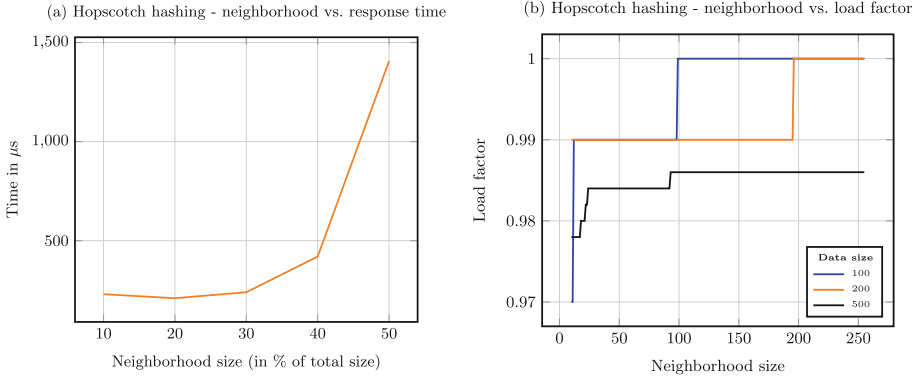 (a) Hopscotch hashing - neighborhood vs. response time
1,500
1,000
500
Time in μs
10 20 30 40 50
Neighborhood size (in % of total size)
(b) Hopscotch hashing - neighborhood vs. load factor
1
0.99
0.98
0.97
Load factor
Data size
100
200
500
0 50 100 150 200 250
Neighborhood size